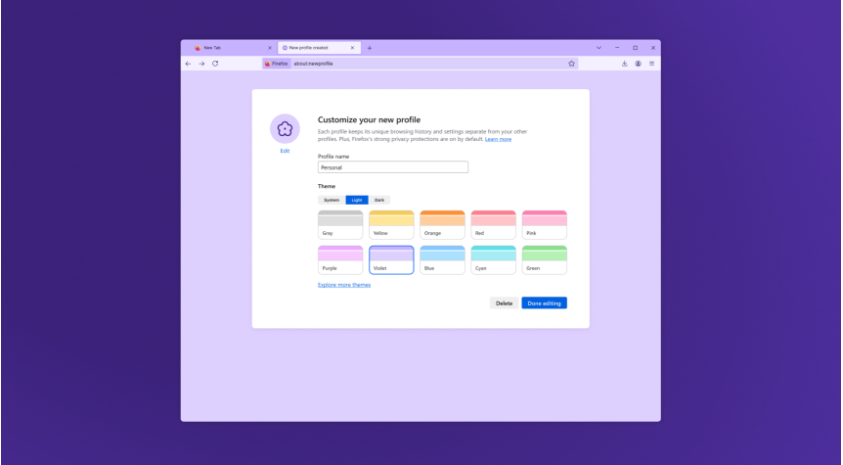 New Tab
New profile created
Firefox about:newprofile
Customize your new profile
Each profile keeps its unique browsing history and settings separate from your other
profiles. Plus, Firefox's strong privacy protections are on by default. Learn more
Edit
Profile name
Personal
Theme
System Light Dark
Gray Yellow Orange Red Pink
Purple Violet Blue Cyan Green
Explore more themes
Delete Done editing